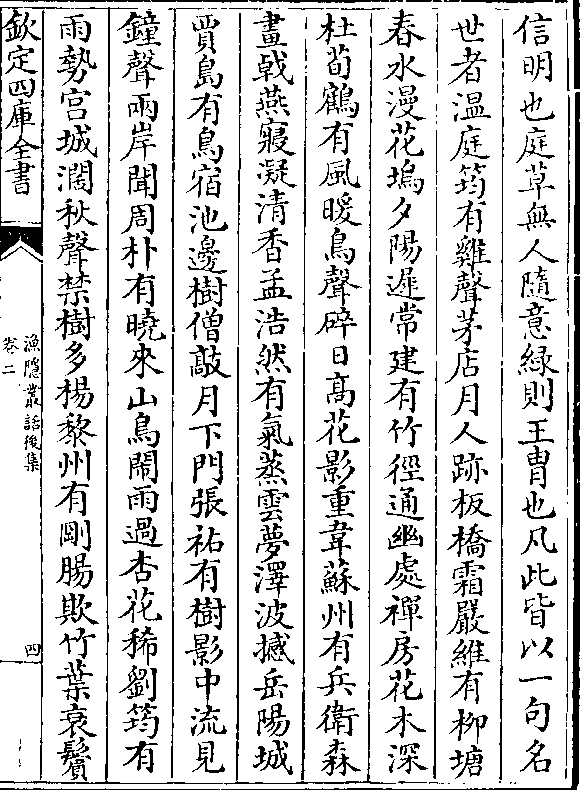 信明也庭草無人隨意緑則王胄也凡此皆以一句名
世者温庭筠有雞聲茅店月人跡板橋霜嚴維有柳塘
春水漫花塢夕陽遲常建有竹徑通幽處禪房花木深
杜荀鶴有風暖鳥聲碎日高花影重韋蘇州有兵衛森
畫㦸燕寢凝清香孟浩然有氣蒸雲夢澤波撼岳陽城
賈島有鳥宿池邊樹僧敲月下門張祐有樹影中流見
鐘聲兩岸聞周朴有曉來山鳥鬧雨過杏花稀劉筠有
雨勢宫城濶秋聲禁樹多楊黎州有剛腸欺竹葉衰鬢
欽定四庫全書
漁隱叢話後集
卷二
四